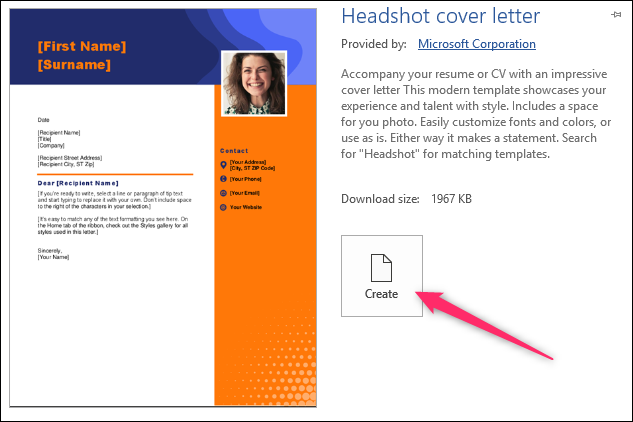 [First Name]
[Surname]
Date
[Recipient Name]
[Title]
[Company]
[Recipient Street Address]
[Recipient City, ST Zip]
Dear [Recipient Name]
[If you're ready to write, select a line or paragraph of tip text
and start typing to replace it with your own. Don't include space
to the right of the characters in your selection.]
[It's easy to match any of the text formatting you see here. On
the Home tab of the ribbon, check out the Styles gallery for all
styles used in this letter.]
Sincerely,
[Your Name]
Contact
[Your Address]
[City, ST ZIP Code]
[Your Phone]
[Your Email]
Your Website
Headshot cover letter
Provided by: Microsoft Corporation
Accompany your resume or CV with an impressive
cover letter This modern template showcases your
experience and talent with style. Includes a space
for you photo. Easily customize fonts and colors, or
use as is. Either way it makes a statement. Search
for "Headshot" for matching templates.
Download size: 1967 KB
Create